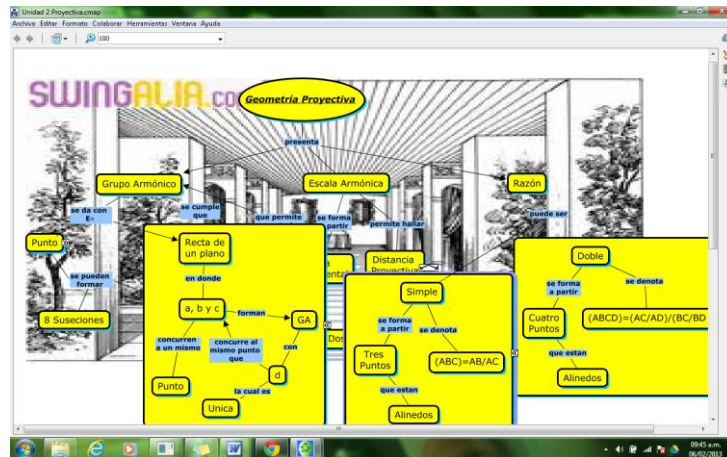 Unidad 2 Proyectiva.cmap
Archivo Editar Formato Colaborar Herramientas Ventana Ayuda
100
SWINGALIA.CO
Geometría Proyectiva
presenta
Grupo Armónico
Escala Armónica
Razón
se da con
se cumple
que
que permite
se forma
partir
permite hallar
puede ser
Punto
se pueden
formar
8 Suseciones
Recta de
un plano
en donde
a, b y c
forman
GA
concurren
a un mismo
concurre al
mismo punto
que
con
d
Punto
la cual es
Unica
Distancia
Dos
Simple
se forma
a partir
se denota
Tres
Puntos
(ABC)=AB/AC
que estan
Alinedos
Doble
se forma
a partir
se denota
Cuatro
Puntos
(ABCD)=(AC/AD)/(BC/BD
que estan
Alinedos
09:45 a.m.
06/02/2013